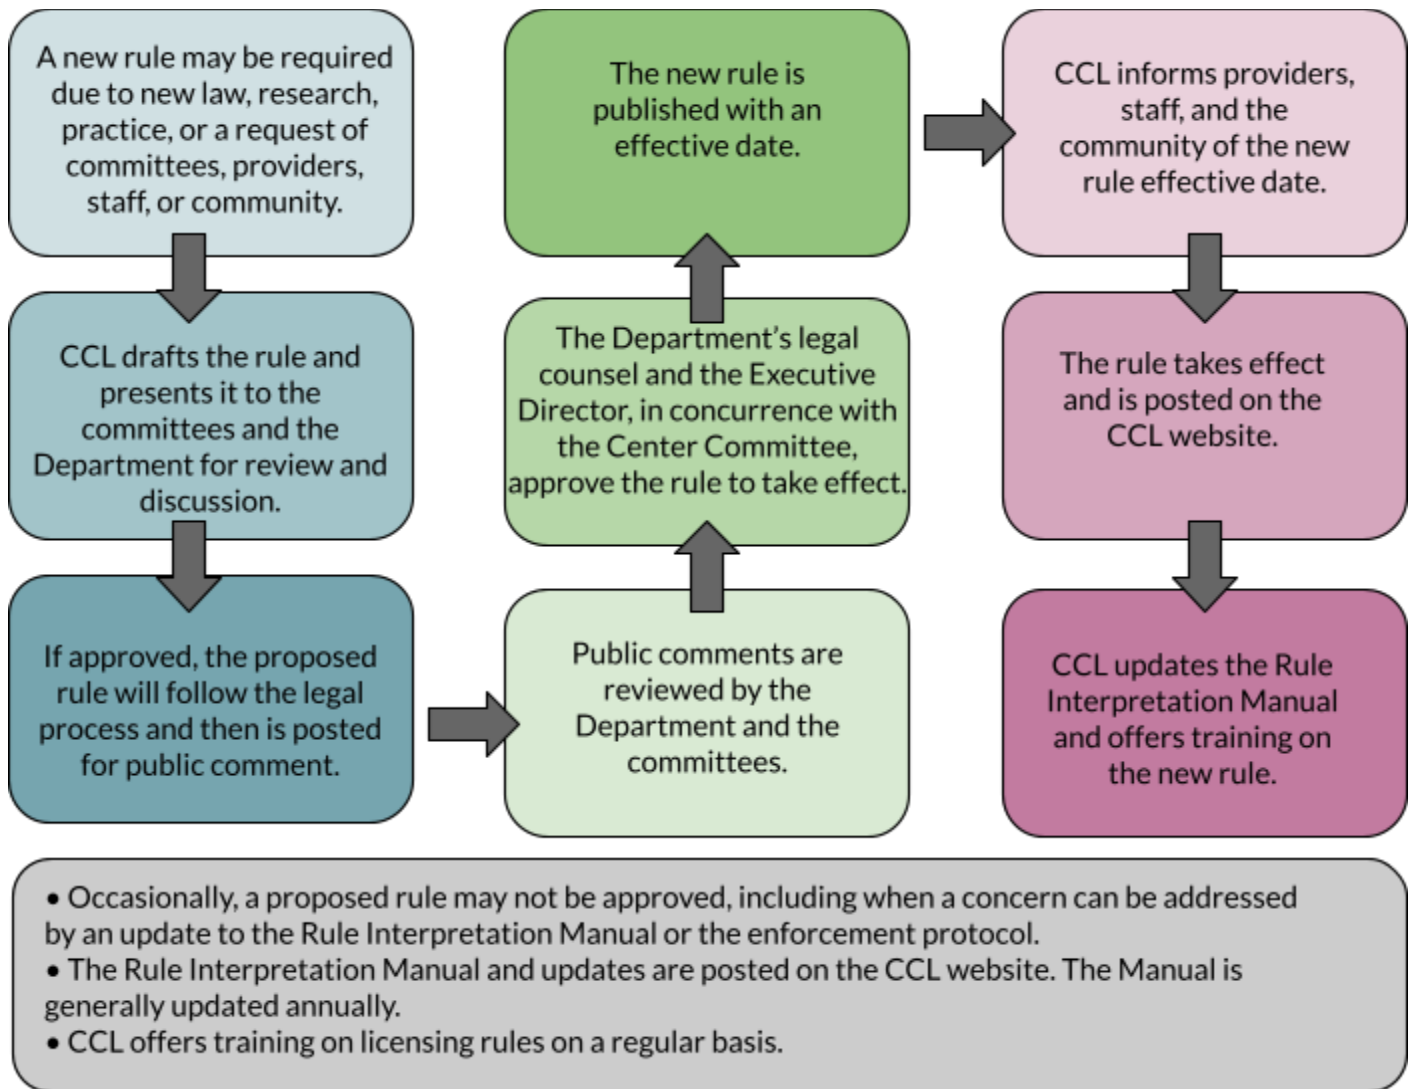 A new rule may be required
due to new law, research,
practice, or a request of
committees, providers,
staff, or community.
CCL drafts the rule and
presents it to the
committees and the
Department for review and
discussion.
If approved, the proposed
rule will follow the legal
process and then is posted
for public comment.
Public comments are
reviewed by the
Department and the
committees.
The Department’s legal
counsel and the Executive
Director, in concurrence with
the Center Committee,
approve the rule to take effect.
The new rule is
published with an
effective date.
CCL informs providers,
staff, and the
community of the new
rule effective date.
The rule takes effect
and is posted on the
CCL website.
CCL updates the Rule
Interpretation Manual
and offers training on
the new rule.
• Occasionally, a proposed rule may not be approved, including when a concern can be addressed
by an update to the Rule Interpretation Manual or the enforcement protocol.
• The Rule Interpretation Manual and updates are posted on the CCL website. The Manual is
generally updated annually.
• CCL offers training on licensing rules on a regular basis.